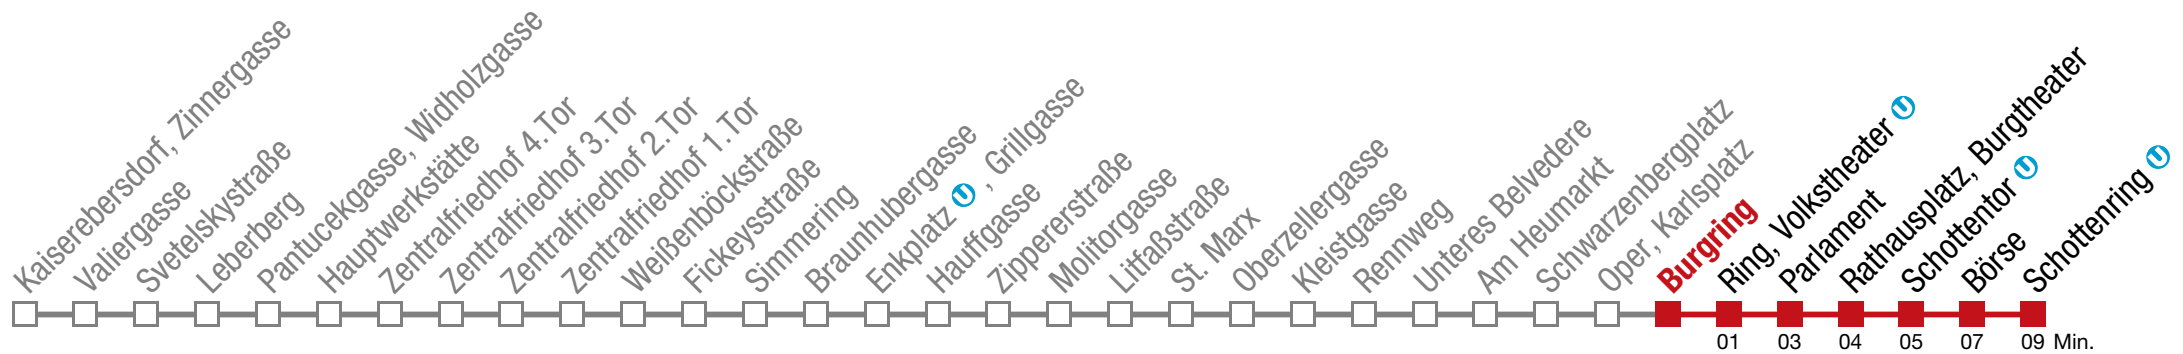 Kaiserebersdorf, Zinnergasse
Valiergasse
Svetelskystraße
Leberberg
Pantucekgasse, Widholzgasse
Hauptwerkstätte
Zentralfriedhof 4.Tor
Zentralfriedhof 3.Tor
Zentralfriedhof 2.Tor
Zentralfriedhof 1.Tor
Weißenböckstraße
Fickeysstraße
Simmering
Braunhubergasse
Enkplatz U , Grillgasse
Hauffgasse
Zippererstraße
Molitorgasse
Litfaßstraße
St. Marx
Oberzellergasse
Kleistgasse
Rennweg
Unteres Belvedere
Am Heumarkt
Schwarzenbergplatz
Oper, Karlsplatz
Burgring
Ring, Volkstheater U
Parlament
Rathausplatz, Burgtheater
Schottentor U
Börse
Schottenring U
01 03 04 05 07 09 Min.